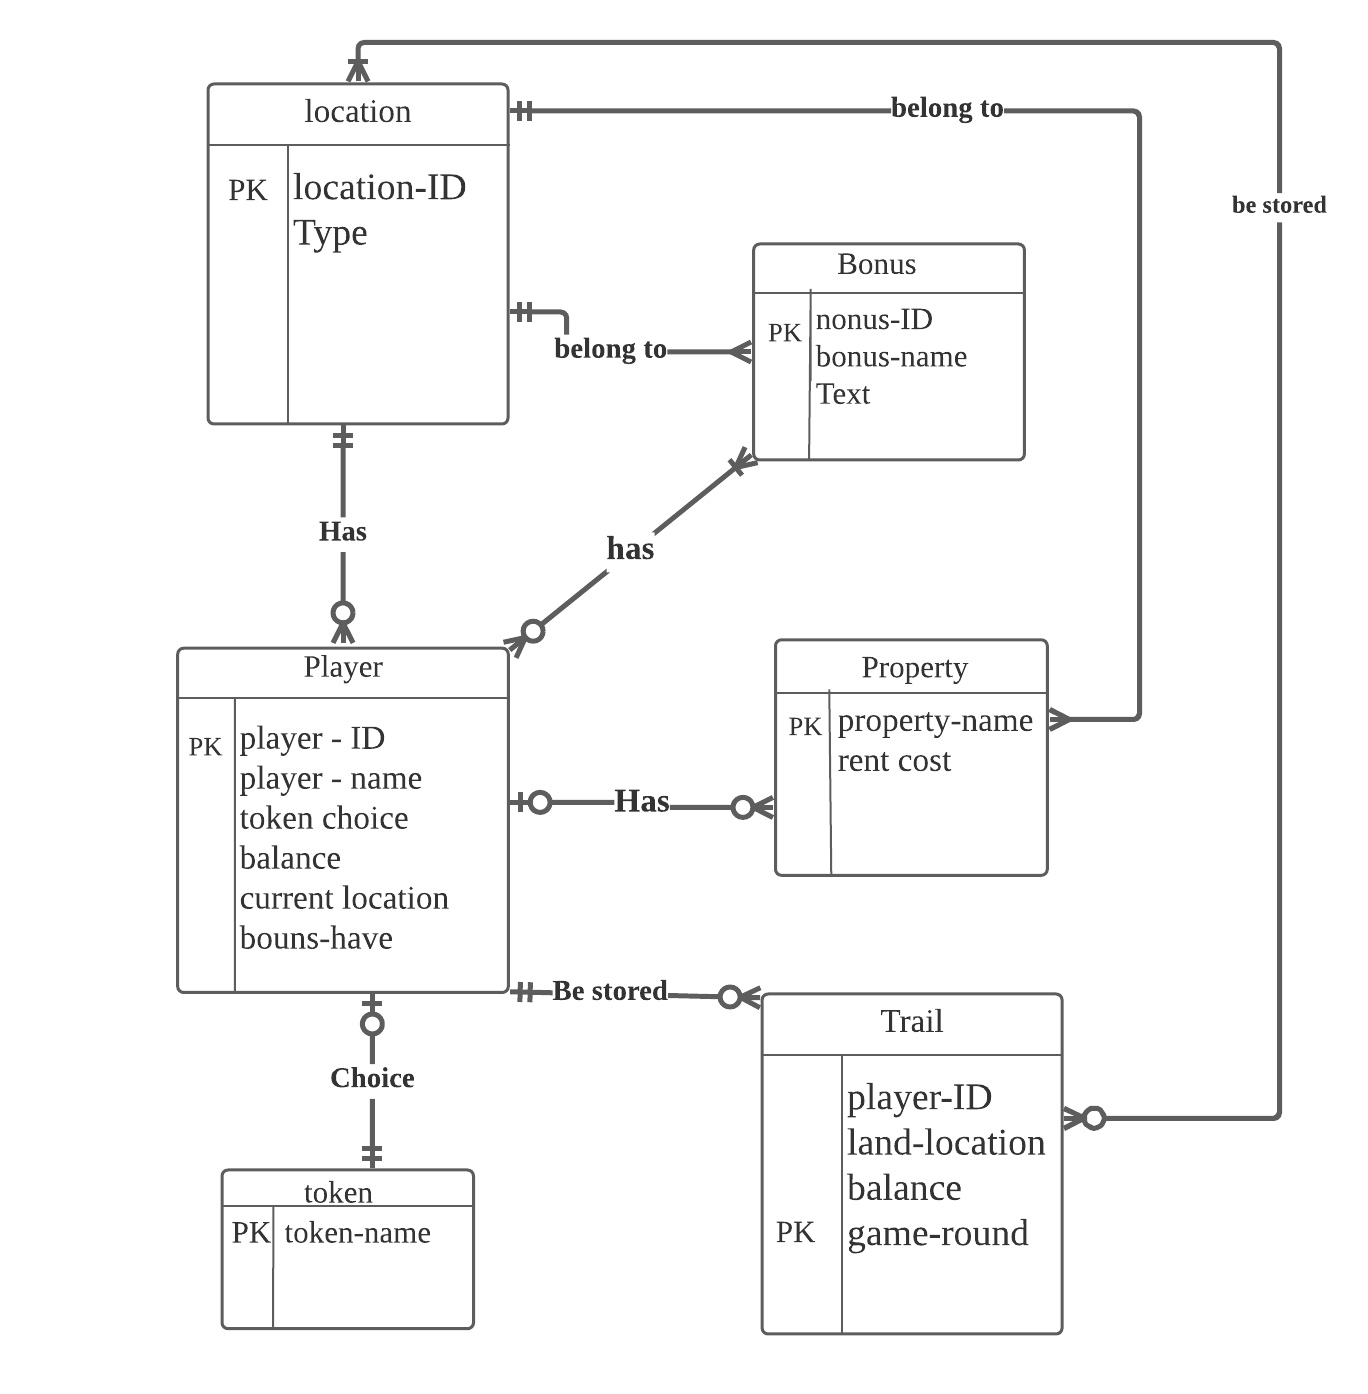 location
PK
location-ID
Type
belong to
be stored
Bonus
PK
nonus-ID
bonus-name
Text
belong to
Has
has
Player
PK
player - ID
player - name
token choice
balance
current location
bouns-have
Has
Property
PK
property-name
rent cost
Be stored
Trail
player-ID
land-location
balance
PK
game-round
Choice
token
PK
token-name